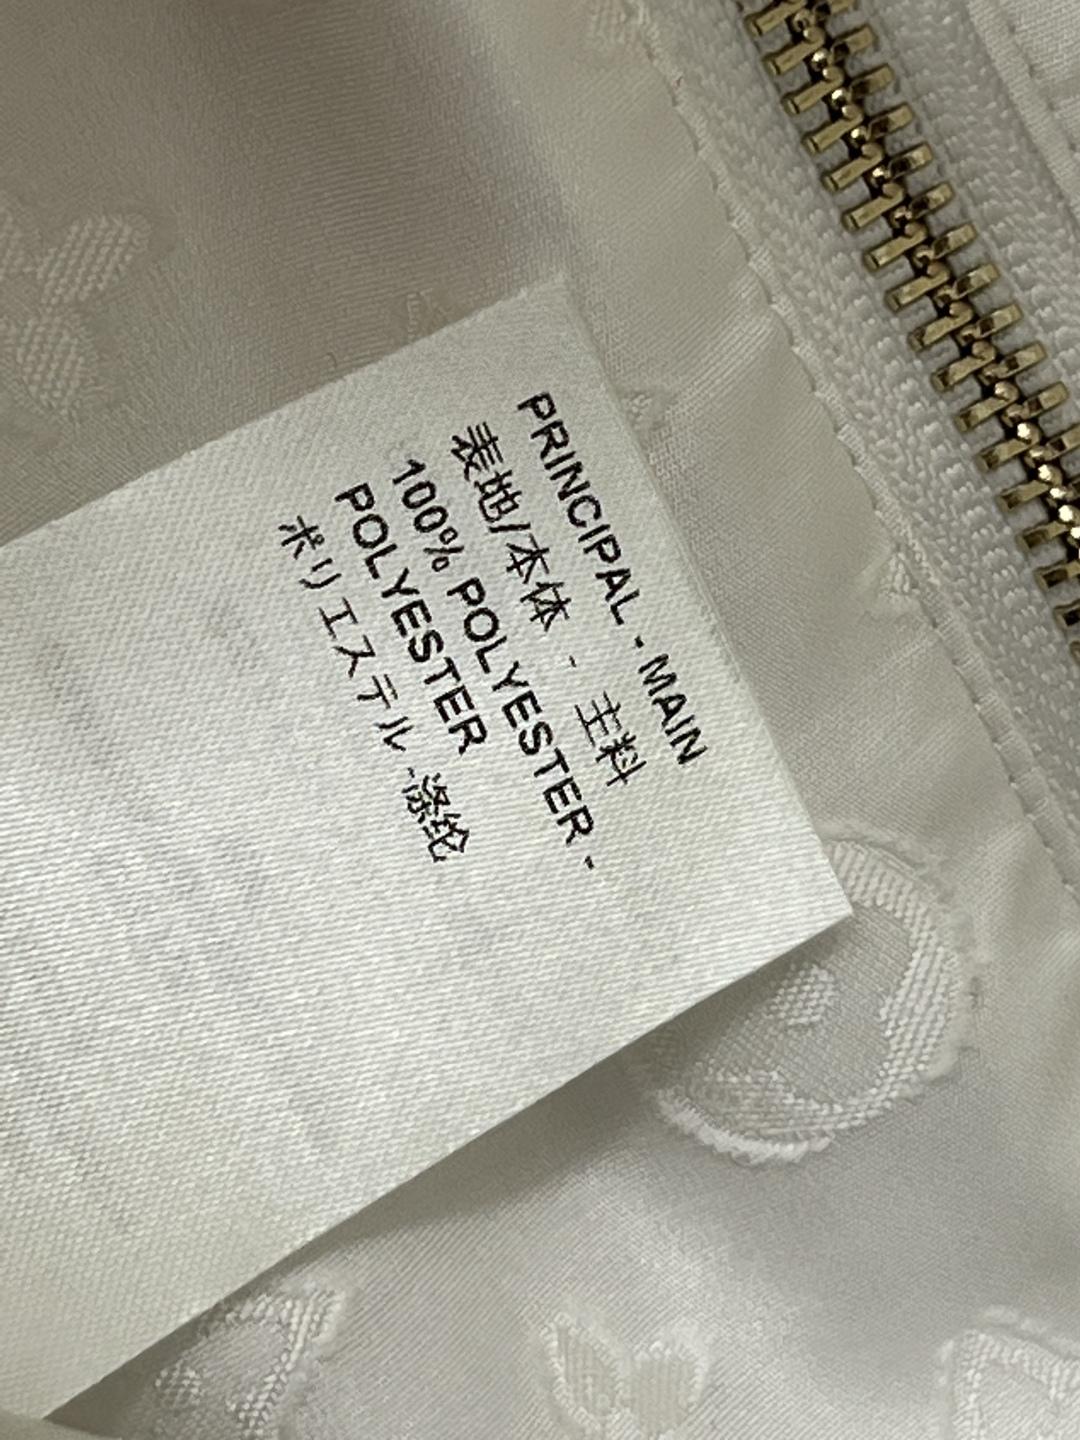 PRINCIPAL - MAIN
表地/本体 - 主料
100% POLYESTER -
POLYESTER
ポリエステル -涤纶